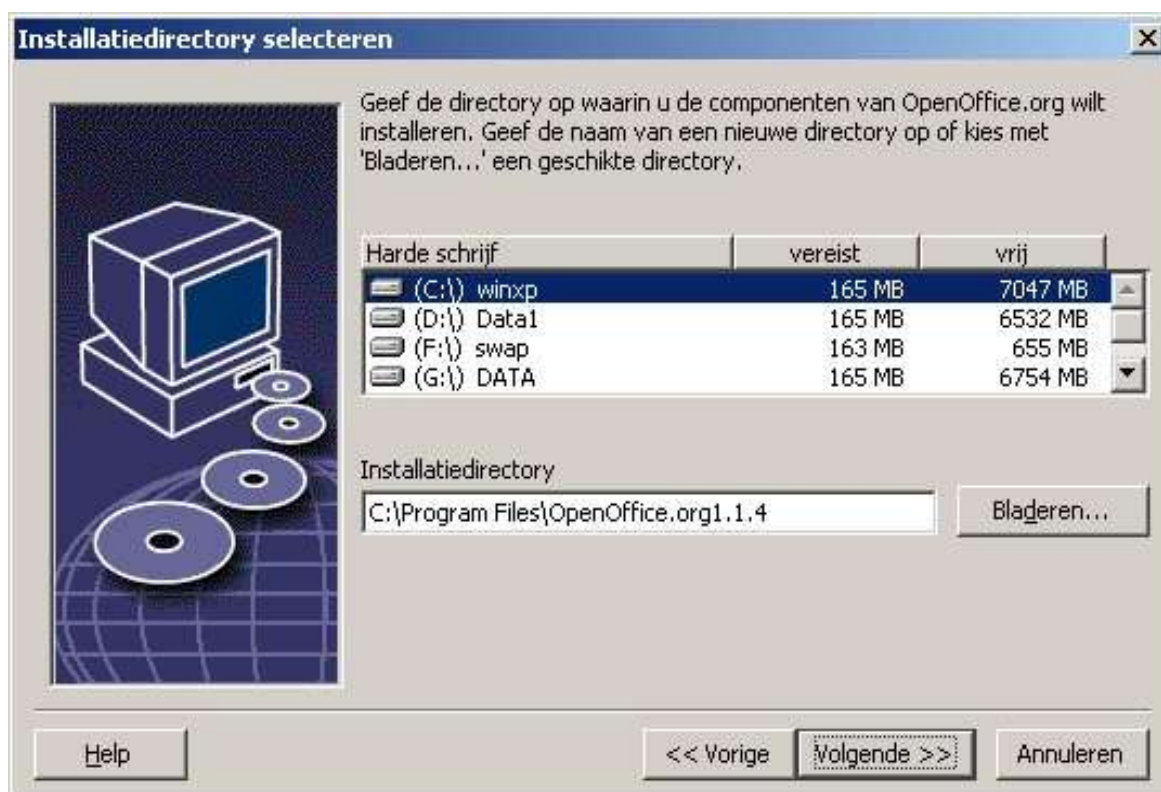 Installatiedirectory selecteren
Geef de directory op waarin u de componenten van OpenOffice.org wilt
installeren. Geef de naam van een nieuwe directory op of kies met
'Bladeren...' een geschikte directory.
Harde schrijf vereist vrij
(C:\) winxp 165 MB 7047 MB
(D:\) Data1 165 MB 6532 MB
(F:\) swap 163 MB 655 MB
(G:\) DATA 165 MB 6754 MB
Installatiedirectory
C:\Program Files\OpenOffice.org1.1.4 Bladeren...
Help << Vorige Volgende >> Annuleren